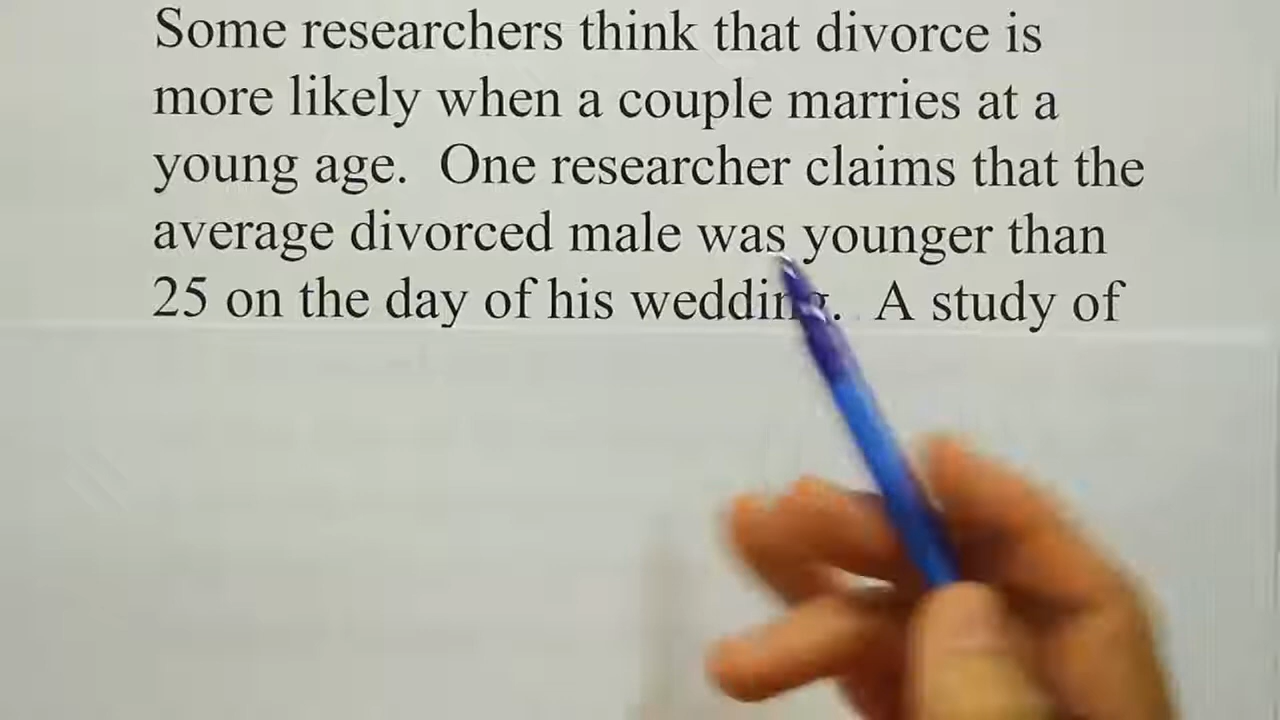 Some researchers think that divorce is
more likely when a couple marries at a
young age.  One researcher claims that the
average divorced male was younger than
25 on the day of his wedding.  A study of